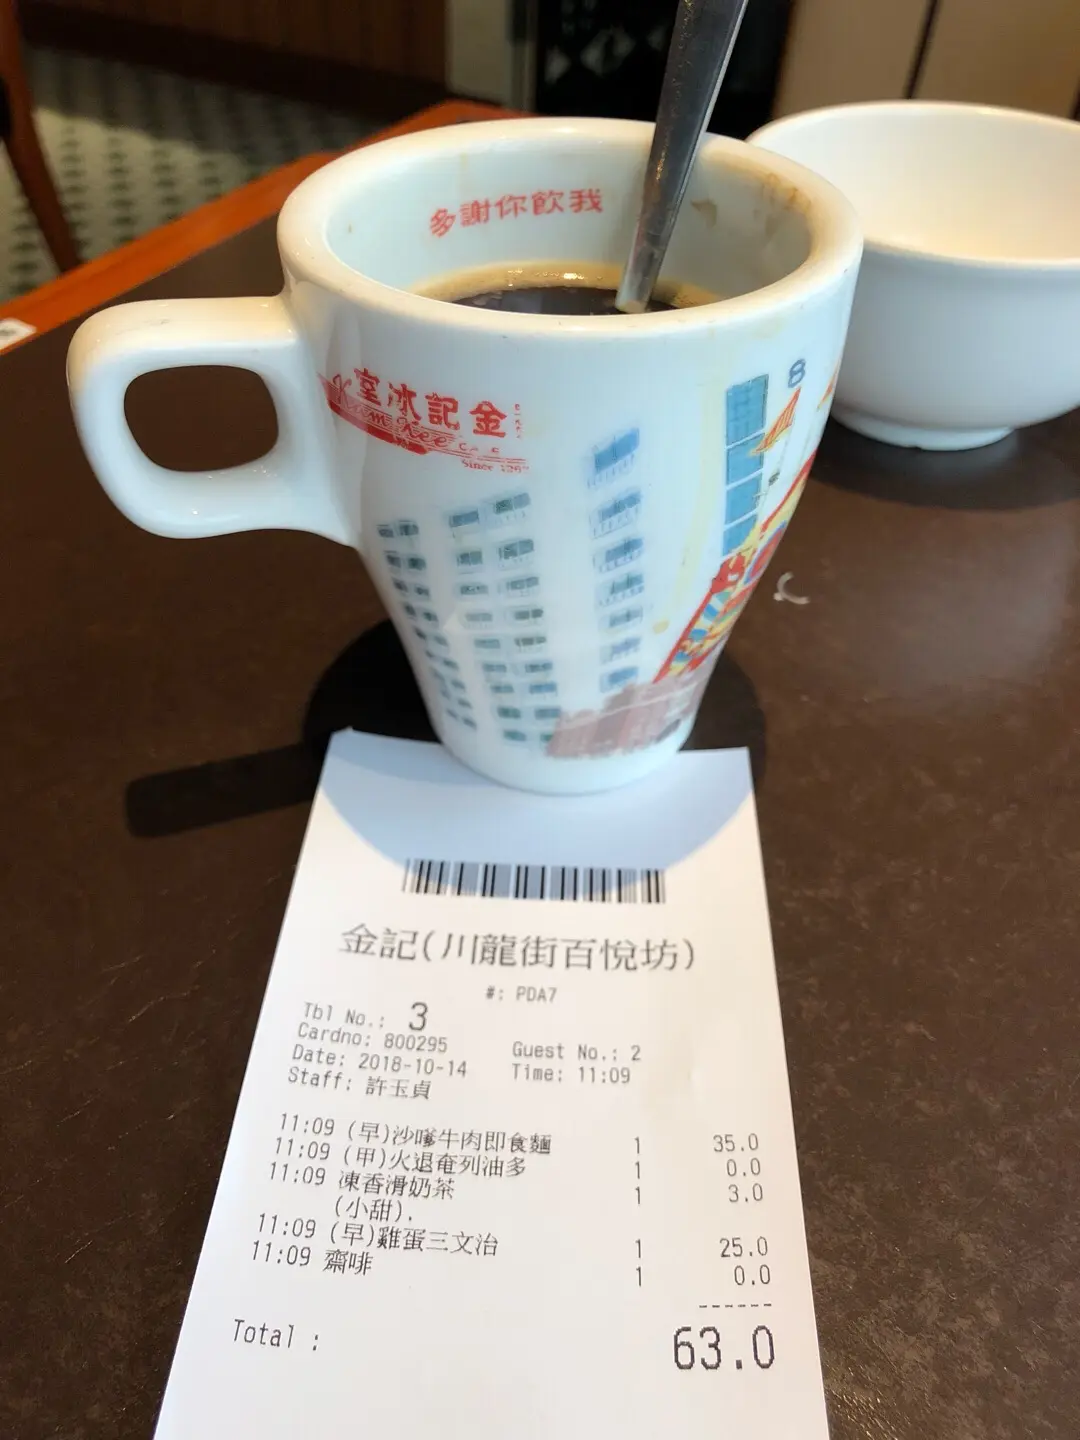 多謝你飲我
室冰記金
Kam Kee Cafe
Since 1967
8
金記(川龍街百悅坊)
#: PDA7
Tbl No.: 3
Cardno: 800295
Guest No.: 2
Date: 2018-10-14
Time: 11:09
Staff: 許玉貞
11:09 (早)沙嗲牛肉即食麵 1 35.0
11:09 (甲)火退奄列油多 1 0.0
11:09 凍香滑奶茶 1 3.0
(小甜).
11:09 (早)雞蛋三文治 1 25.0
11:09 齋啡 1 0.0
------
Total : 63.0